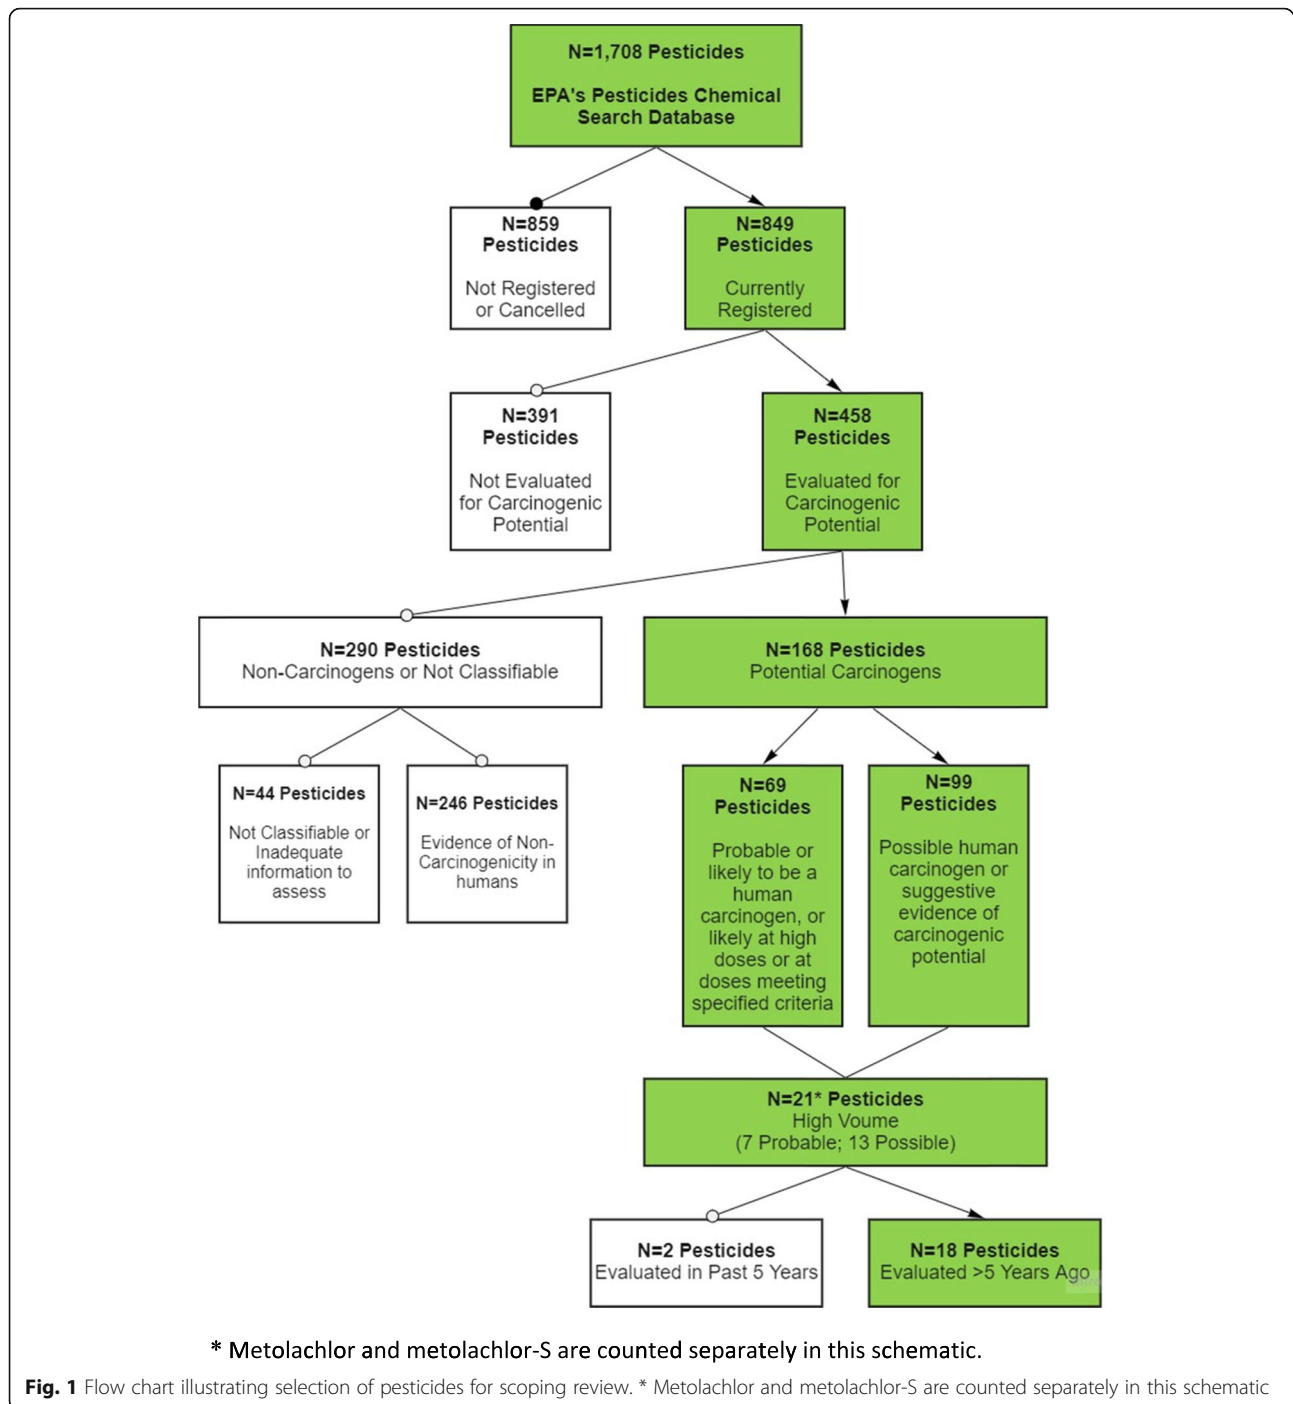 N=1,708 Pesticides
EPA's Pesticides Chemical
Search Database
N=859
Pesticides
Not Registered
or Cancelled
N=849
Pesticides
Currently
Registered
N=391
Pesticides
Not Evaluated
for Carcinogenic
Potential
N=458
Pesticides
Evaluated for
Carcinogenic
Potential
N=290 Pesticides
Non-Carcinogens or Not Classifiable
N=168 Pesticides
Potential Carcinogens
N=44 Pesticides
Not Classifiable or
Inadequate
information to
assess
N=246 Pesticides
Evidence of Non-
Carcinogenicity in
humans
N=69
Pesticides
Probable or
likely to be a
human
carcinogen, or
likely at high
doses or at
doses meeting
specified criteria
N=99
Pesticides
Possible human
carcinogen or
suggestive
evidence of
carcinogenic
potential
N=21* Pesticides
High Voume
(7 Probable; 13 Possible)
N=2 Pesticides
Evaluated in Past 5 Years
N=18 Pesticides
Evaluated >5 Years Ago
* Metolachlor and metolachlor-S are counted separately in this schematic.
Fig. 1 Flow chart illustrating selection of pesticides for scoping review. * Metolachlor and metolachlor-S are counted separately in this schematic